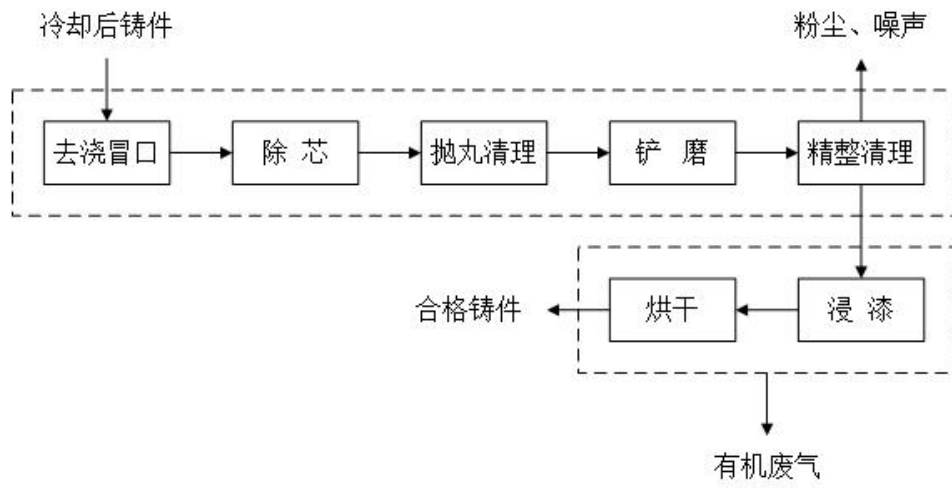 冷却后铸件
粉尘、噪声
去浇冒口
除芯
抛丸清理
铲磨
精整清理
合格铸件
烘干
浸漆
有机废气